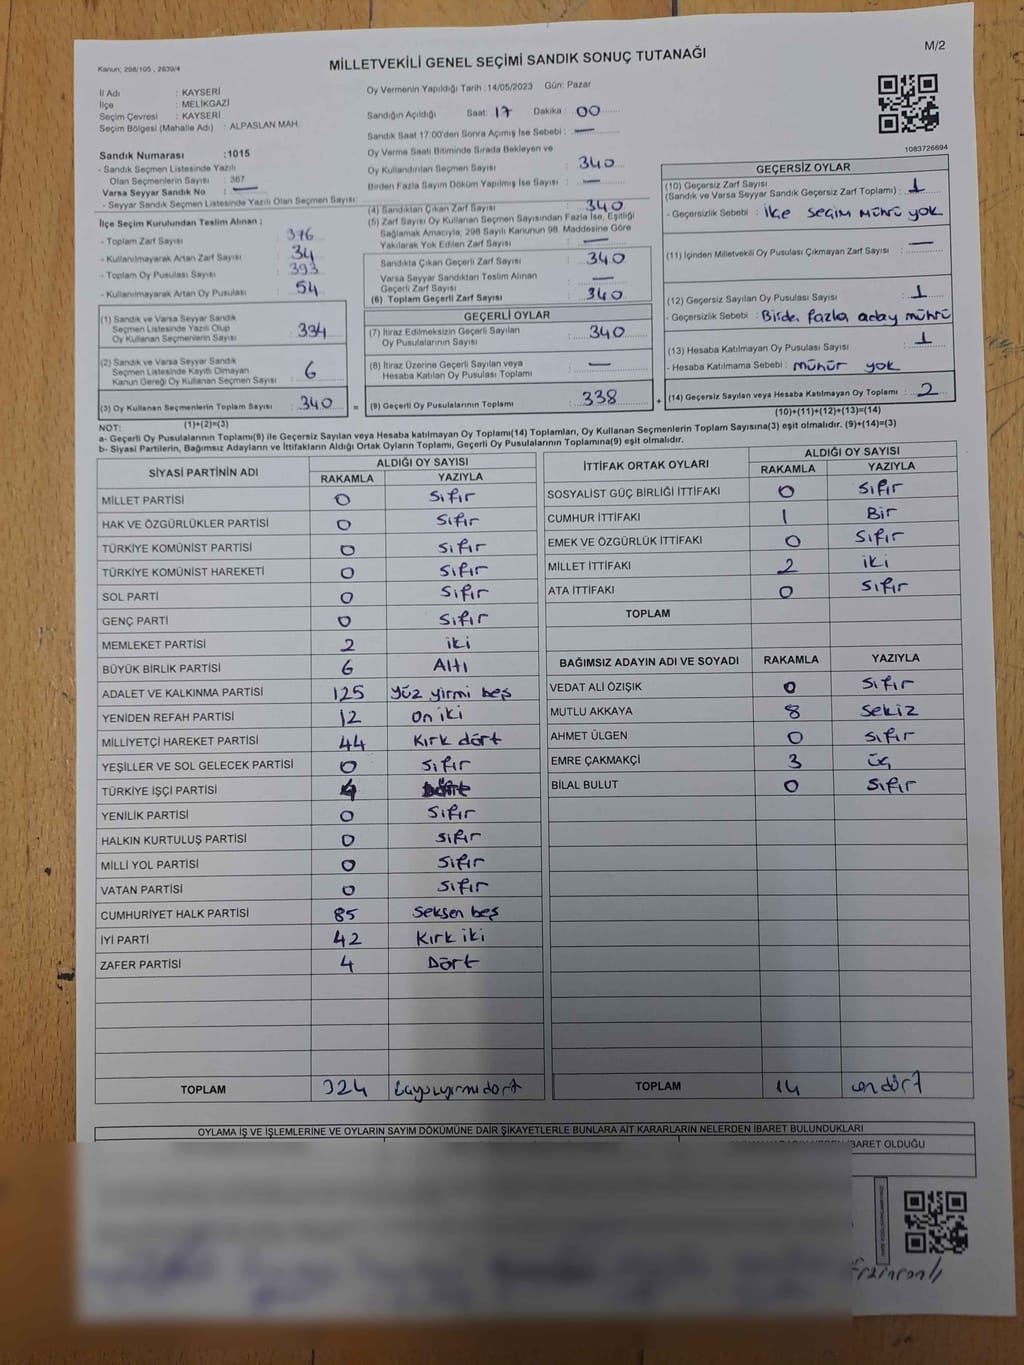 M/2
Kanun; 298/105 , 2839/4
MİLLETVEKİLİ GENEL SEÇİMİ SANDIK SONUÇ TUTANAĞI
İl Adı : KAYSERİ
İlçe : MELİKGAZİ
Seçim Çevresi : KAYSERİ
Seçim Bölgesi (Mahalle Adı) : ALPASLAN MAH.
Sandık Numarası :1015
- Sandık Seçmen Listesinde Yazılı
Olan Seçmenlerin Sayısı : 367
Varsa Seyyar Sandık No : —
- Seyyar Sandık Seçmen Listesinde Yazılı Olan Seçmen Sayısı:
İlçe Seçim Kurulundan Teslim Alınan ;
- Toplam Zarf Sayısı : 376
- Kullanılmayarak Artan Zarf Sayısı : 34
- Toplam Oy Pusulası Sayısı : 393
- Kullanılmayarak Artan Oy Pusulası : 54
(1) Sandık ve Varsa Seyyar Sandık
Seçmen Listesinde Yazılı Olup
Oy Kullanan Seçmenlerin Sayısı : 334
(2) Sandık ve Varsa Seyyar Sandık
Seçmen Listesinde Kayıtlı Olmayan
Kanun Gereği Oy Kullanan Seçmen Sayısı : 6
(3) Oy Kullanan Seçmenlerin Toplam Sayısı : 340
(1)+(2)=(3)
Oy Vermenin Yapıldığı Tarih :14/05/2023 Gün: Pazar
Sandığın Açıldığı Saat: 17 Dakika : 00
Sandık Saat 17:00'den Sonra Açımış İse Sebebi : —
Oy Verme Saati Bitiminde Sırada Bekleyen ve
Oy Kullandırılan Seçmen Sayısı : 340
Birden Fazla Sayım Döküm Yapılmış İse Sayısı : —
(4) Sandıktan Çıkan Zarf Sayısı : 340
(5) Zarf Sayısı Oy Kullanan Seçmen Sayısından Fazla İse, Eşitliği
Sağlamak Amacıyla, 298 Sayılı Kanunun 98. Maddesine Göre
Yakılarak Yok Edilen Zarf Sayısı : —
Sandıkta Çıkan Geçerli Zarf Sayısı : 340
Varsa Seyyar Sandıktan Teslim Alınan
Geçerli Zarf Sayısı : —
(6) Toplam Geçerli Zarf Sayısı : 340
GEÇERLİ OYLAR
(7) İtiraz Edilmeksizin Geçerli Sayılan
Oy Pusulalarının Sayısı : 340
(8) İtiraz Üzerine Geçerli Sayılan veya
Hesaba Katılan Oy Pusulası Toplamı : —
= (9) Geçerli Oy Pusulalarının Toplamı : 338
1083726694
GEÇERSİZ OYLAR
(10) Geçersiz Zarf Sayısı
(Sandık ve Varsa Seyyar Sandık Geçersiz Zarf Toplamı) : 1
- Geçersizlik Sebebi : ilçe seçim mührü yok
(11) İçinden Milletvekili Oy Pusulası Çıkmayan Zarf Sayısı : —
(12) Geçersiz Sayılan Oy Pusulası Sayısı : 1
- Geçersizlik Sebebi : Birden fazla aday mührü
(13) Hesaba Katılmayan Oy Pusulası Sayısı : 1
- Hesaba Katılmama Sebebi : mühür yok
+ (14) Geçersiz Sayılan veya Hesaba Katılmayan Oy Toplamı : 2
(10)+(11)+(12)+(13)=(14)
NOT:
a- Geçerli Oy Pusulalarının Toplamı(9) ile Geçersiz Sayılan veya Hesaba katılmayan Oy Toplamı(14) Toplamları, Oy Kullanan Seçmenlerin Toplam Sayısına(3) eşit olmalıdır. (9)+(14)=(3)
b- Siyasi Partilerin, Bağımsız Adayların ve İttifakların Aldığı Ortak Oyların Toplamı, Geçerli Oy Pusulalarının Toplamına(9) eşit olmalıdır.
SİYASİ PARTİNİN ADI ALDIĞI OY SAYISI
RAKAMLA YAZIYLA
MİLLET PARTİSİ 0 Sıfır
HAK VE ÖZGÜRLÜKLER PARTİSİ 0 Sıfır
TÜRKİYE KOMÜNİST PARTİSİ 0 Sıfır
TÜRKİYE KOMÜNİST HAREKETİ 0 Sıfır
SOL PARTİ 0 Sıfır
GENÇ PARTİ 0 Sıfır
MEMLEKET PARTİSİ 2 iki
BÜYÜK BİRLİK PARTİSİ 6 Altı
ADALET VE KALKINMA PARTİSİ 125 yüz yirmi beş
YENİDEN REFAH PARTİSİ 12 on iki
MİLLİYETÇİ HAREKET PARTİSİ 44 Kırk dört
YEŞİLLER VE SOL GELECEK PARTİSİ 0 Sıfır
TÜRKİYE İŞÇİ PARTİSİ 4 dört
YENİLİK PARTİSİ 0 Sıfır
HALKIN KURTULUŞ PARTİSİ 0 sıfır
MİLLİ YOL PARTİSİ 0 Sıfır
VATAN PARTİSİ 0 Sıfır
CUMHURİYET HALK PARTİSİ 85 Seksen beş
İYİ PARTİ 42 Kırk iki
ZAFER PARTİSİ 4 Dört
TOPLAM 324
İTTİFAK ORTAK OYLARI ALDIĞI OY SAYISI
RAKAMLA YAZIYLA
SOSYALİST GÜÇ BİRLİĞİ İTTİFAKI 0 Sıfır
CUMHUR İTTİFAKI 1 Bir
EMEK VE ÖZGÜRLÜK İTTİFAKI 0 Sıfır
MİLLET İTTİFAKI 2 iki
ATA İTTİFAKI 0 Sıfır
TOPLAM
BAĞIMSIZ ADAYIN ADI VE SOYADI RAKAMLA YAZIYLA
VEDAT ALİ ÖZIŞIK 0 Sıfır
MUTLU AKKAYA 8 Sekiz
AHMET ÜLGEN 0 Sıfır
EMRE ÇAKMAKÇİ 3 üç
BİLAL BULUT 0 Sıfır
TOPLAM 14 on dört
OYLAMA İŞ VE İŞLEMLERİNE VE OYLARIN SAYIM DÖKÜMÜNE DAİR ŞİKAYETLERLE BUNLARA AİT KARARLARIN NELERDEN İBARET BULUNDUKLARI
İBARET OLDUĞU